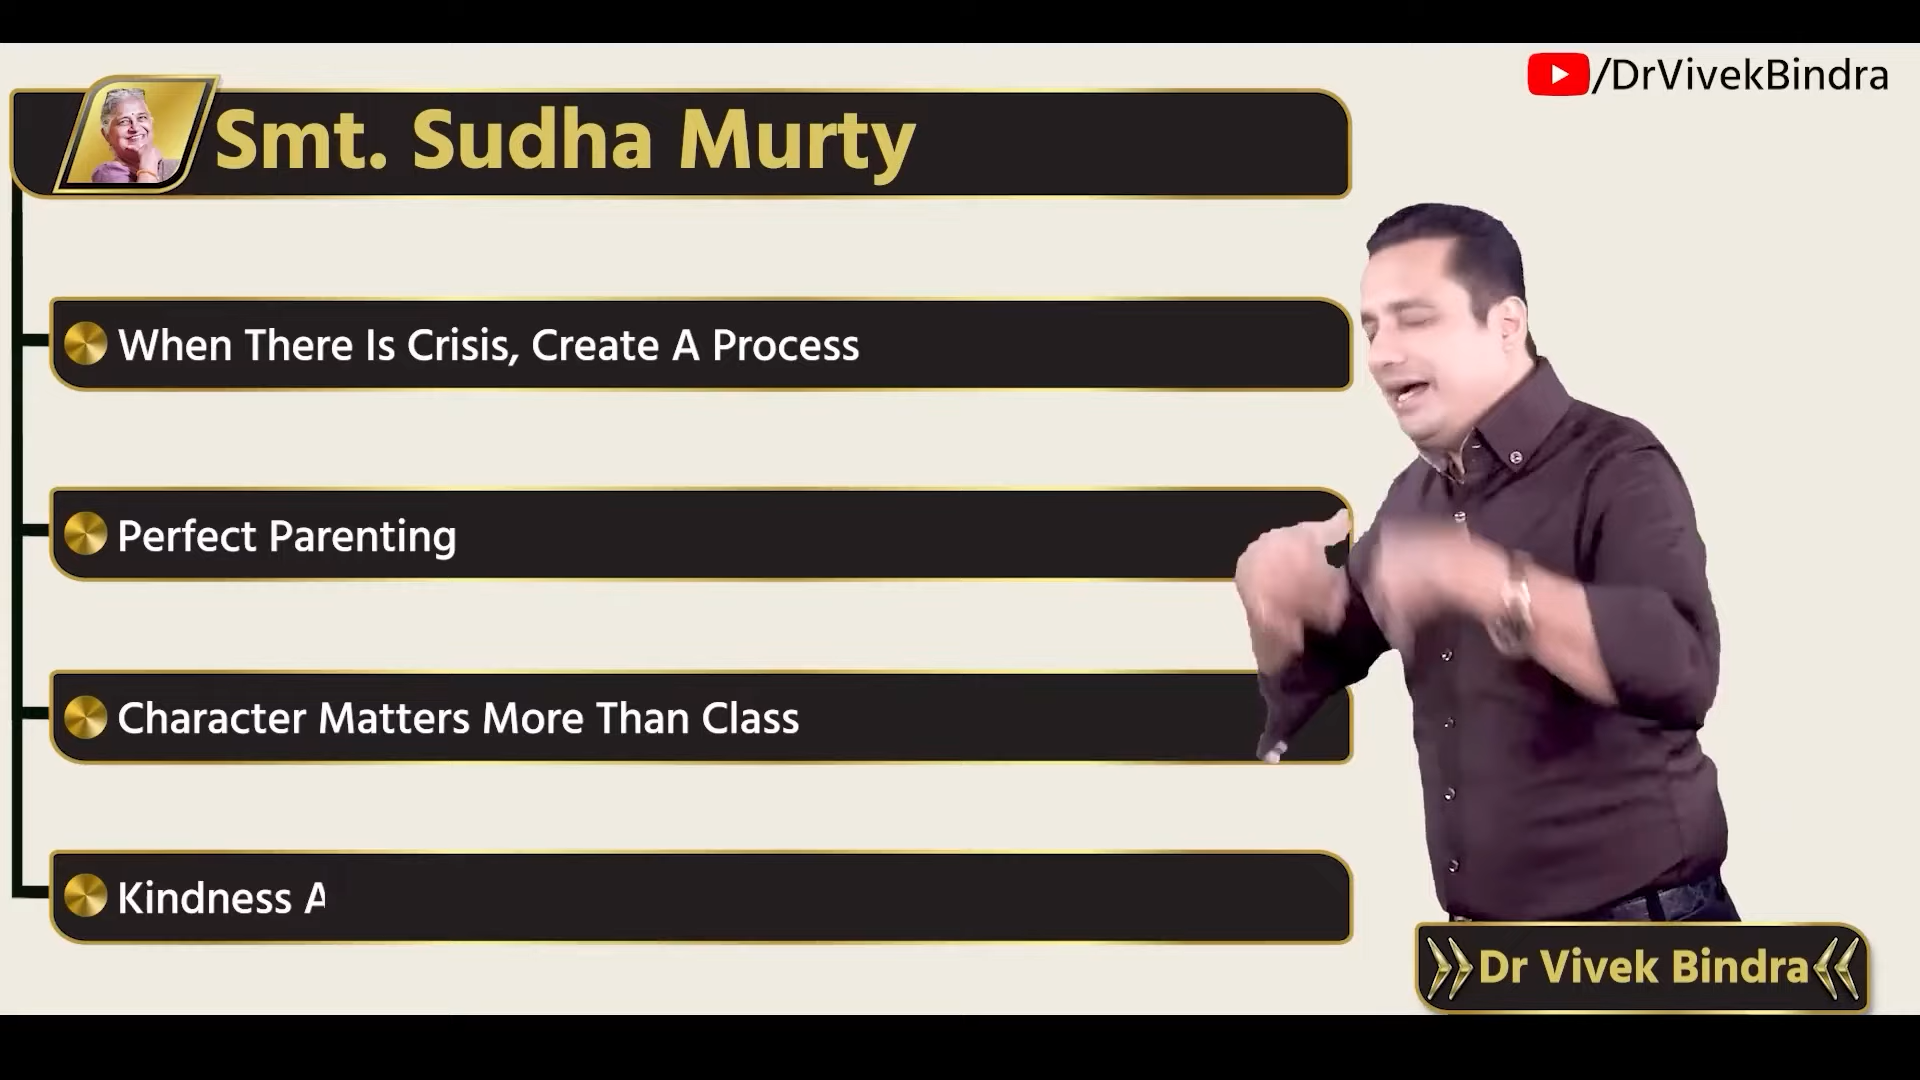 /DrVivekBindra
Smt. Sudha Murty
When There Is Crisis, Create A Process
Perfect Parenting
Character Matters More Than Class
Kindness A
Dr Vivek Bindra